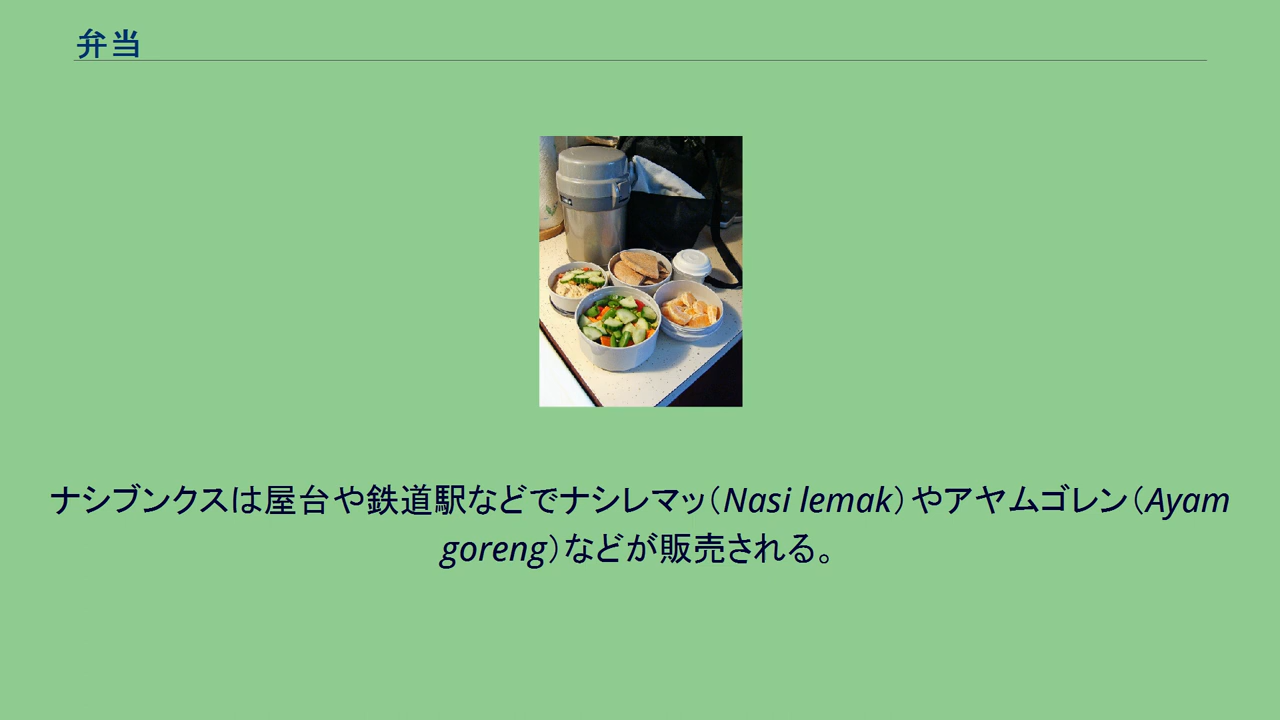 弁当
ナシブンクスは屋台や鉄道駅などでナシレマッ（Nasi lemak）やアヤムゴレン（Ayam
goreng）などが販売される。